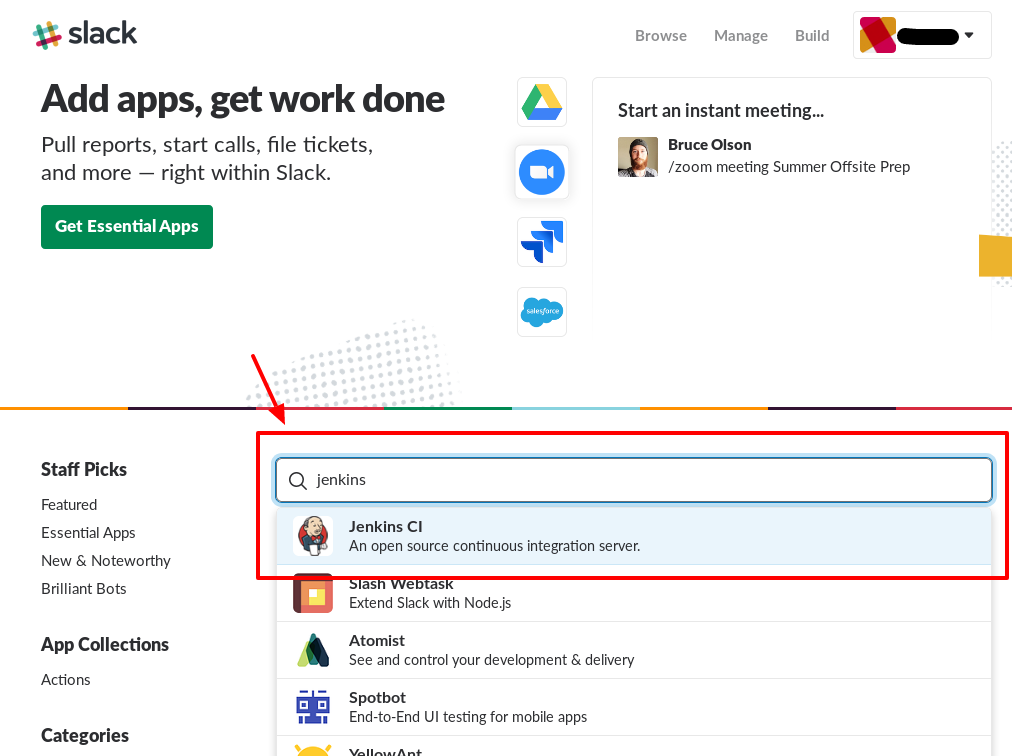 slack
Browse
Manage
Build
Add apps, get work done
Pull reports, start calls, file tickets,
and more — right within Slack.
Get Essential Apps
salesforce
Start an instant meeting...
Bruce Olson
/zoom meeting Summer Offsite Prep
Staff Picks
Featured
Essential Apps
New & Noteworthy
Brilliant Bots
App Collections
Actions
Categories
jenkins
Jenkins CI
An open source continuous integration server.
Slash Webtask
Extend Slack with Node.js
Atomist
See and control your development & delivery
Spotbot
End-to-End UI testing for mobile apps
YellowAnt